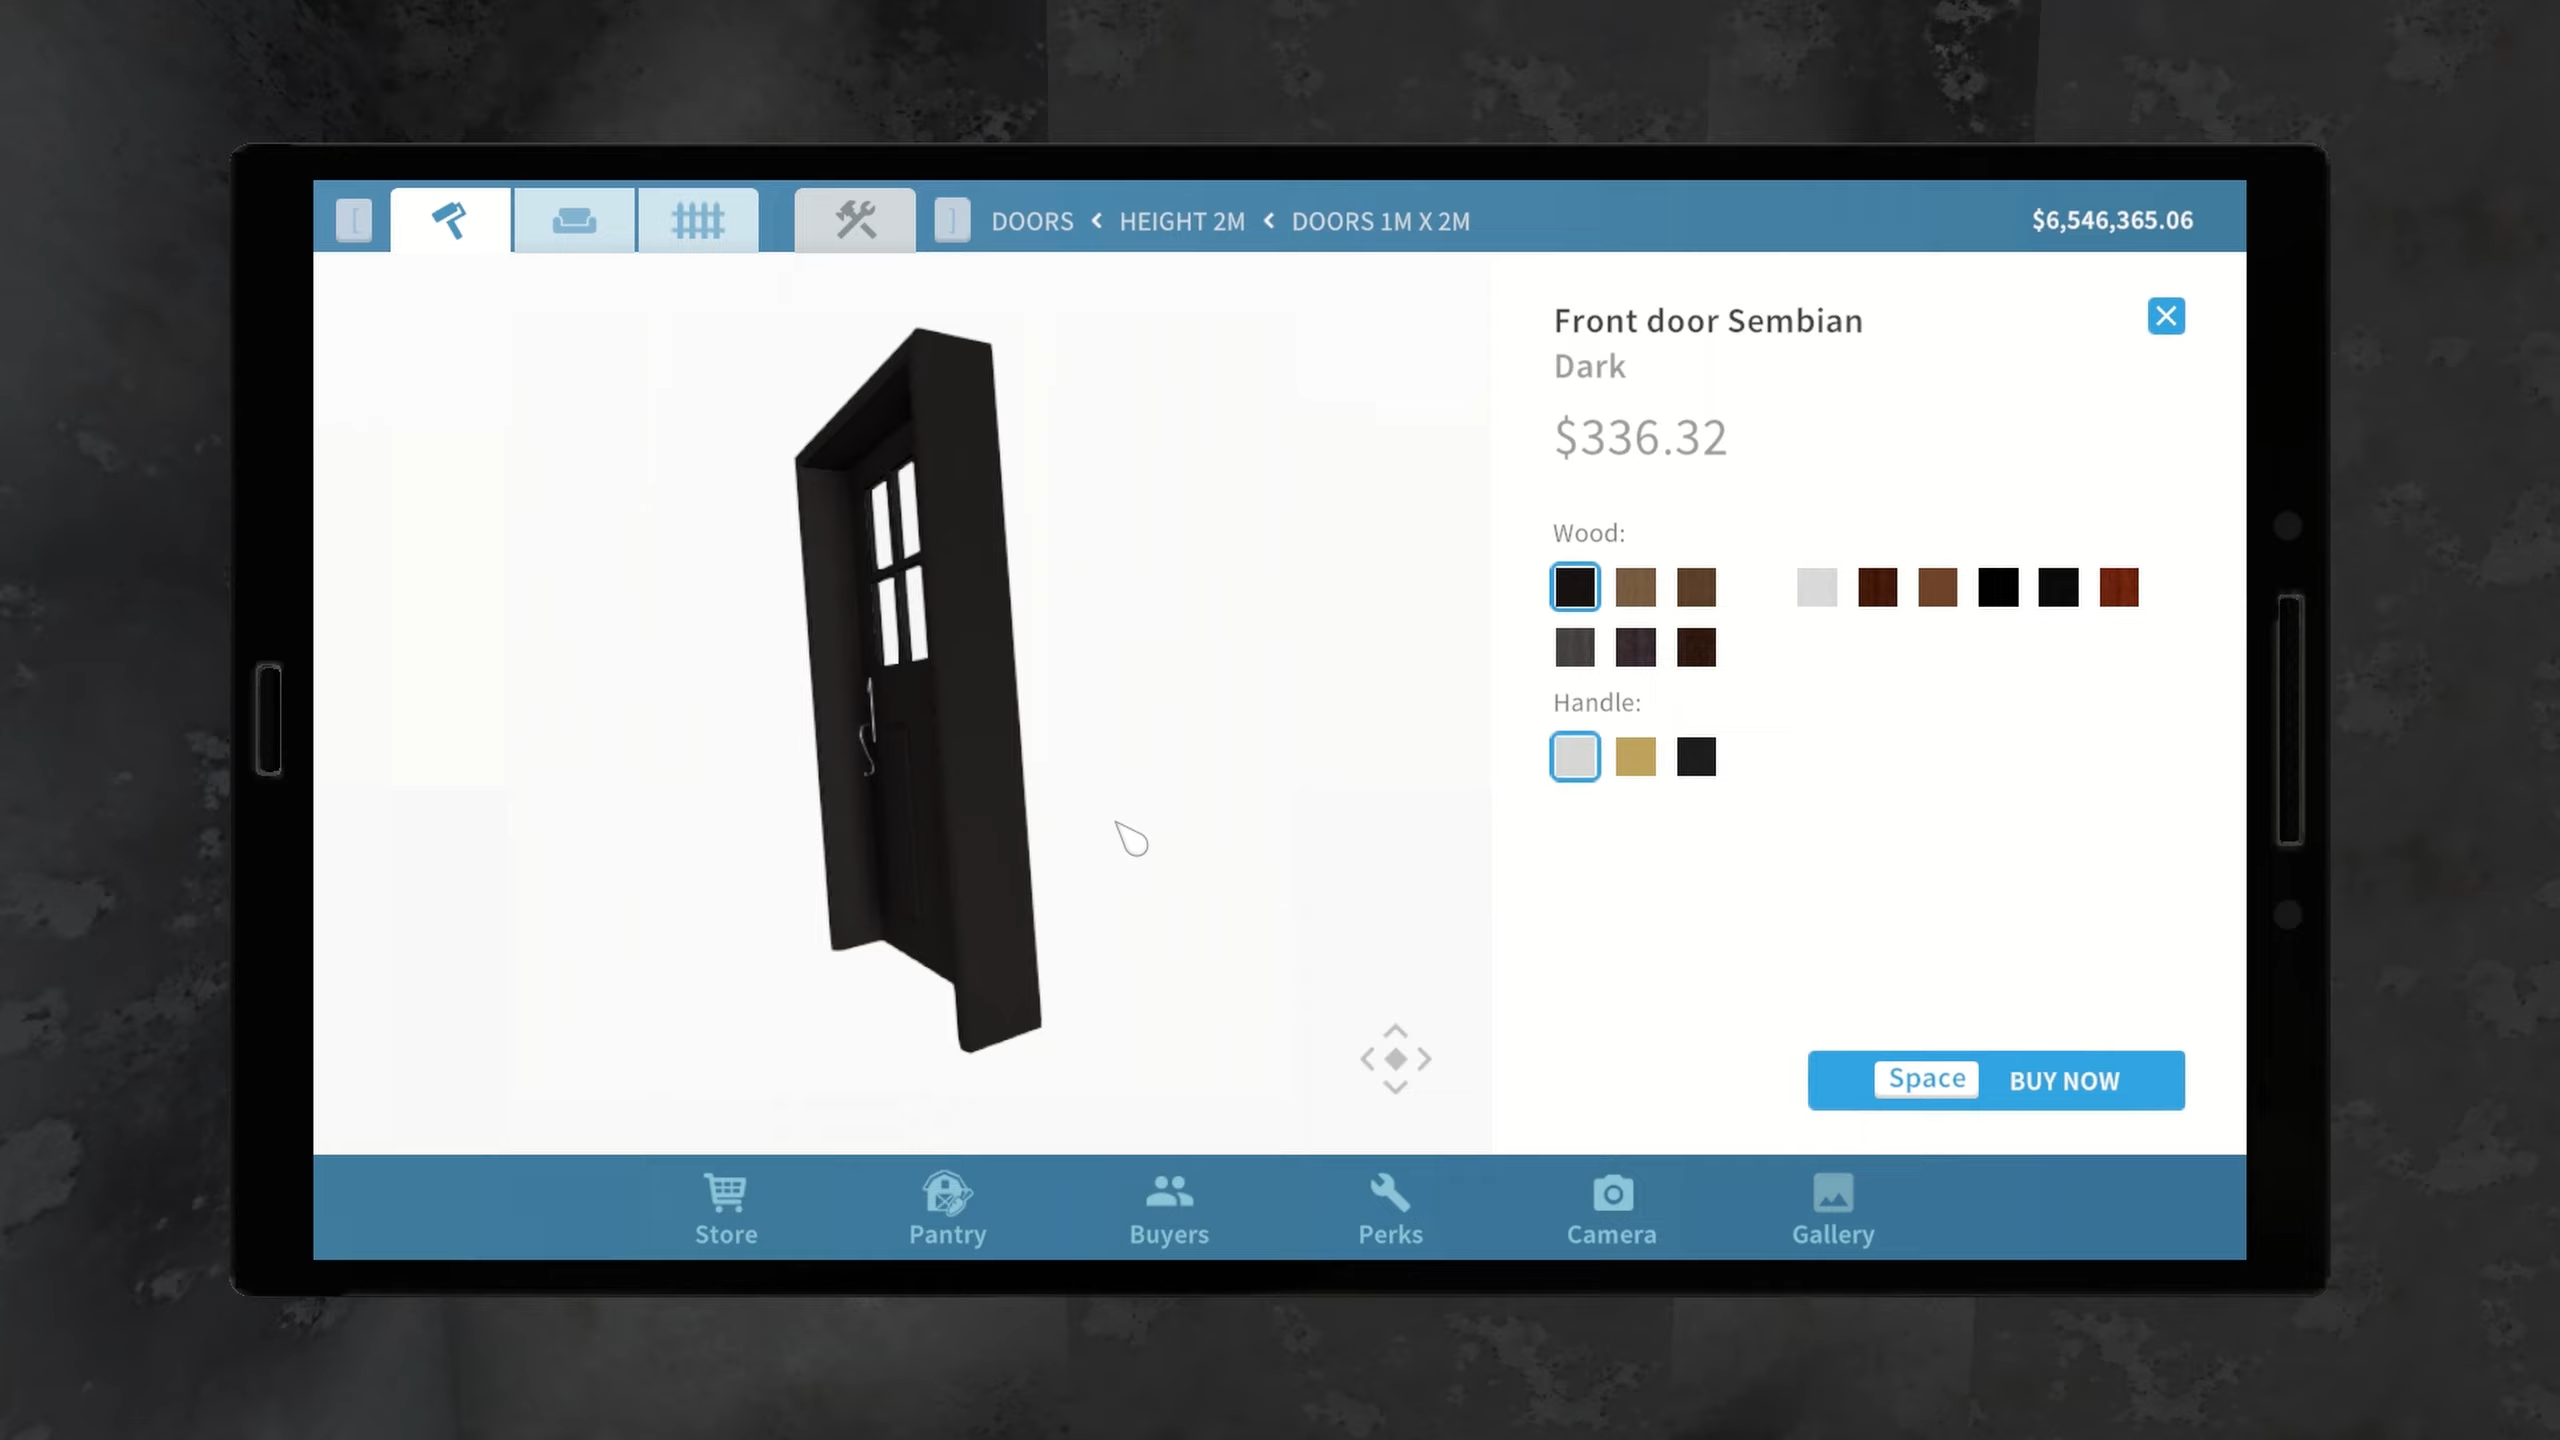 [
]
DOORS < HEIGHT 2M < DOORS 1M X 2M
$6,546,365.06
Front door Sembian
Dark
$336.32
Wood:
Handle:
Space BUY NOW
Store
Pantry
Buyers
Perks
Camera
Gallery